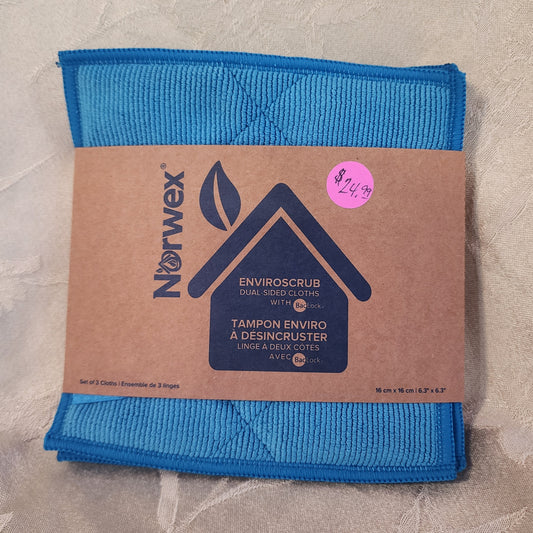 Norwex®
$24.99
ENVIROSCRUB
DUAL-SIDED CLOTHS
WITH BacLock.
TAMPON ENVIRO
À DÉSINCRUSTER
LINGE À DEUX CÔTÉS
AVEC BacLock.
Set of 3 Cloths | Ensemble de 3 linges
16 cm x 16 cm | 6.3" x 6.3"